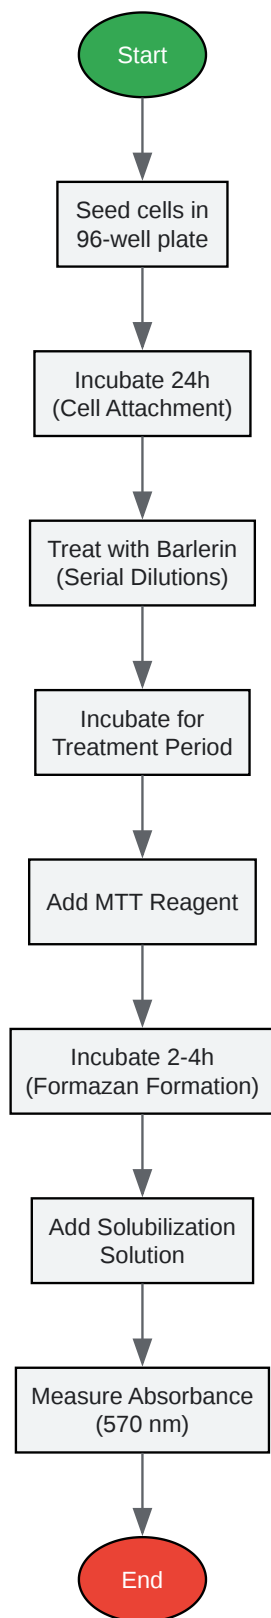 Start
Seed cells in
96-well plate
Incubate 24h
(Cell Attachment)
Treat with Barlerin
(Serial Dilutions)
Incubate for
Treatment Period
Add MTT Reagent
Incubate 2-4h
(Formazan Formation)
Add Solubilization
Solution
Measure Absorbance
(570 nm)
End